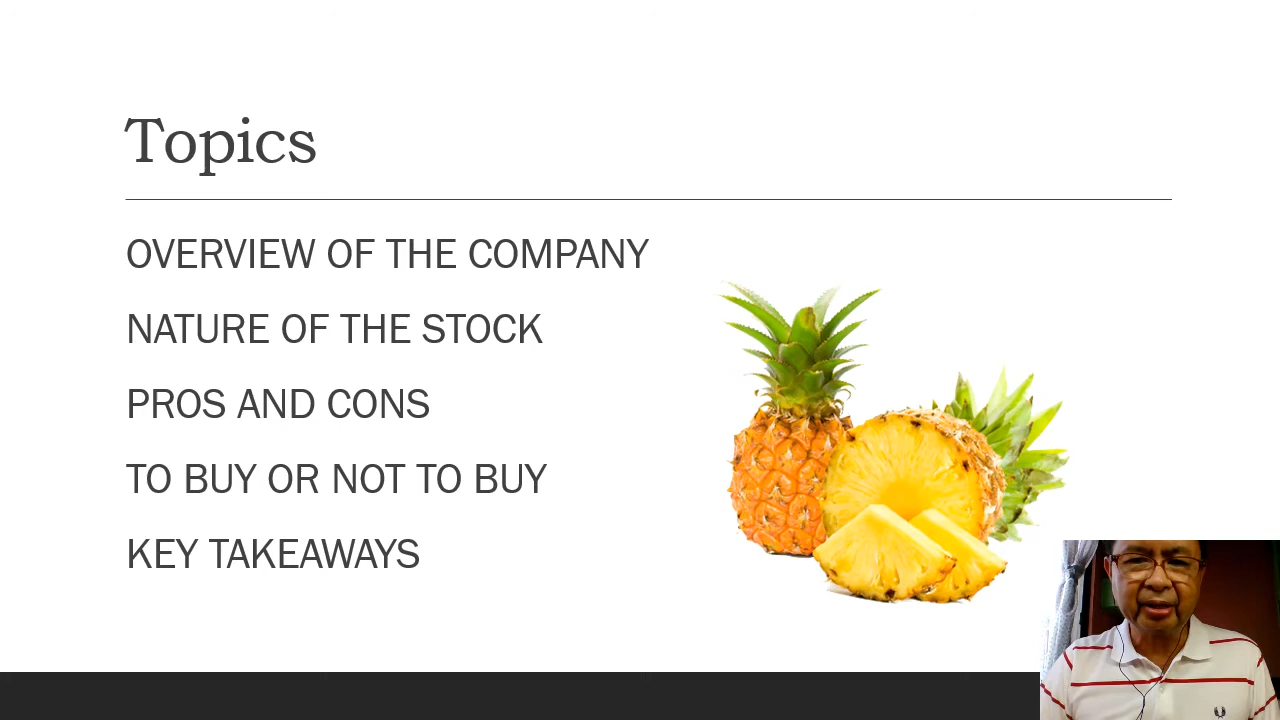 Topics
OVERVIEW OF THE COMPANY
NATURE OF THE STOCK
PROS AND CONS
TO BUY OR NOT TO BUY
KEY TAKEAWAYS